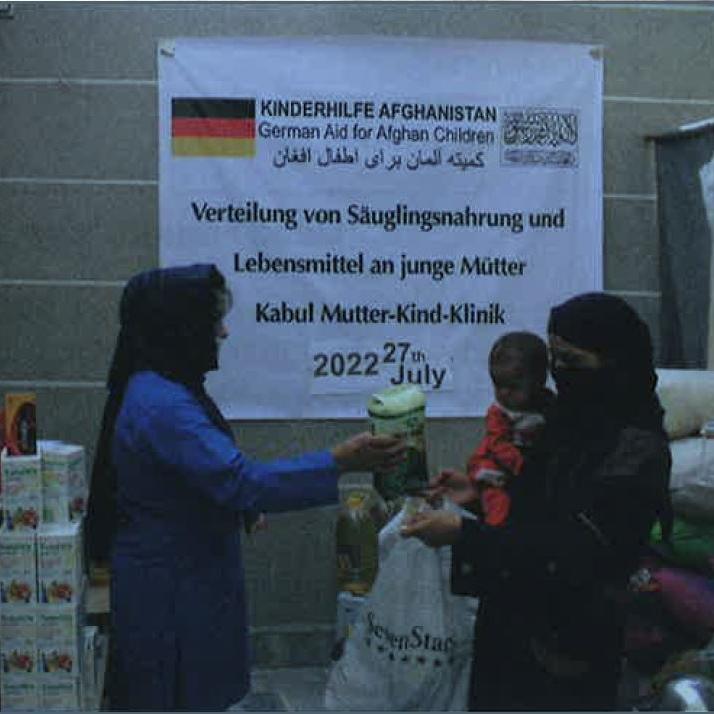 KINDERHILFE AFGHANISTAN
German Aid for Afghan Children
کمیته آلمان برای اطفال افغان
Verteilung von Säuglingsnahrung und
Lebensmittel an junge Mütter
Kabul Mutter-Kind-Klinik
2022 27th July
SevenStar